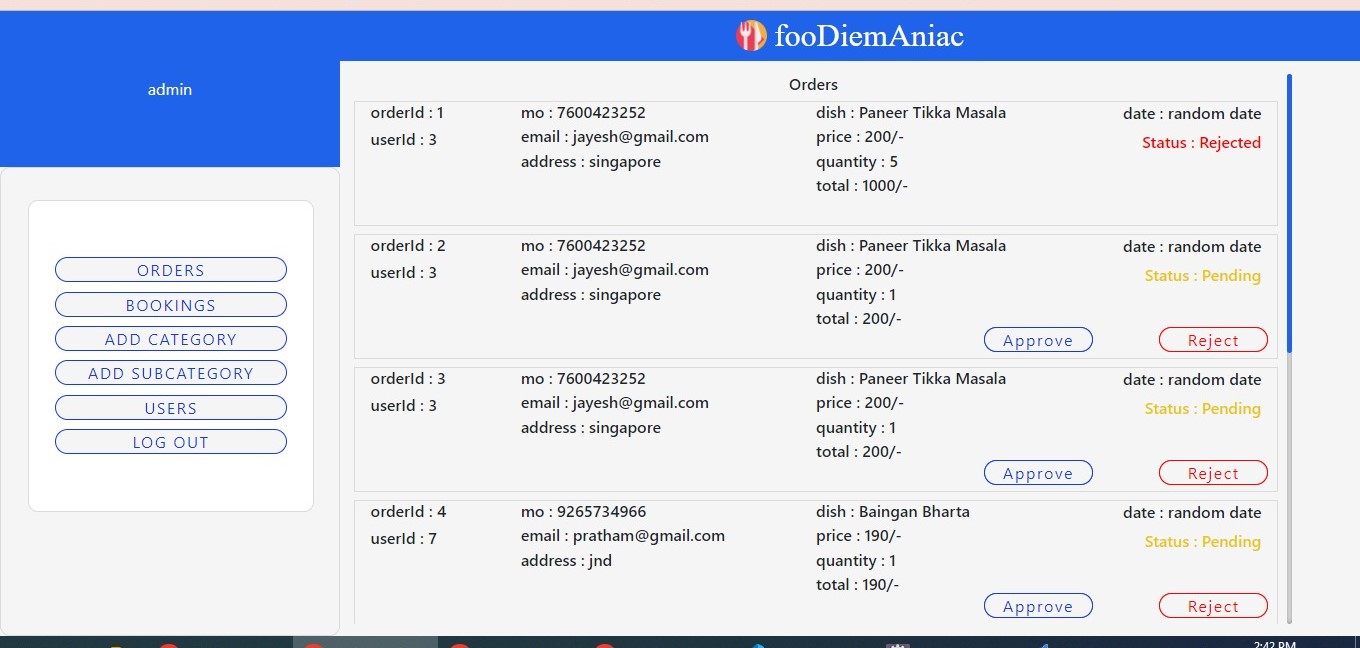 fooDiemAniac
admin
ORDERS
BOOKINGS
ADD CATEGORY
ADD SUBCATEGORY
USERS
LOG OUT
Orders
orderId : 1
userId : 3
mo : 7600423252
email : jayesh@gmail.com
address : singapore
dish : Paneer Tikka Masala
price : 200/-
quantity : 5
total : 1000/-
date : random date
Status : Rejected
orderId : 2
userId : 3
mo : 7600423252
email : jayesh@gmail.com
address : singapore
dish : Paneer Tikka Masala
price : 200/-
quantity : 1
total : 200/-
date : random date
Status : Pending
Approve
Reject
orderId : 3
userId : 3
mo : 7600423252
email : jayesh@gmail.com
address : singapore
dish : Paneer Tikka Masala
price : 200/-
quantity : 1
total : 200/-
date : random date
Status : Pending
Approve
Reject
orderId : 4
userId : 7
mo : 9265734966
email : pratham@gmail.com
address : jnd
dish : Baingan Bharta
price : 190/-
quantity : 1
total : 190/-
date : random date
Status : Pending
Approve
Reject
2:42 PM